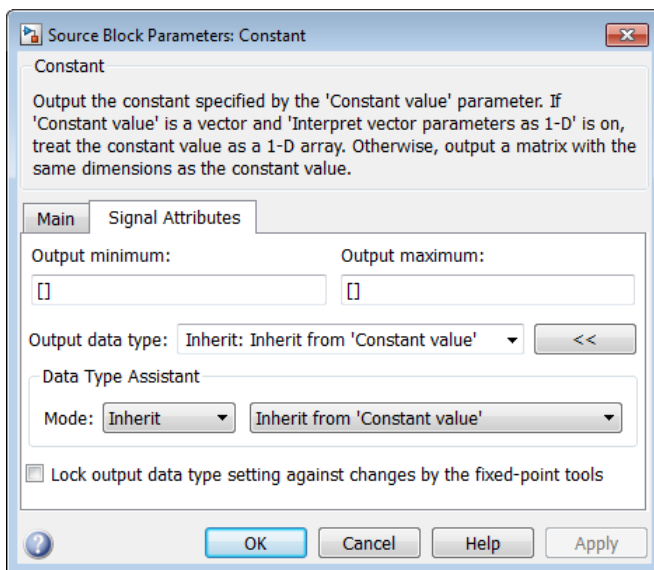 Source Block Parameters: Constant
Constant
Output the constant specified by the 'Constant value' parameter. If
'Constant value' is a vector and 'Interpret vector parameters as 1-D' is on,
treat the constant value as a 1-D array. Otherwise, output a matrix with the
same dimensions as the constant value.
Main Signal Attributes
Output minimum: Output maximum:
[] []
Output data type: Inherit: Inherit from 'Constant value' <<
Data Type Assistant
Mode: Inherit Inherit from 'Constant value'
Lock output data type setting against changes by the fixed-point tools
? OK Cancel Help Apply